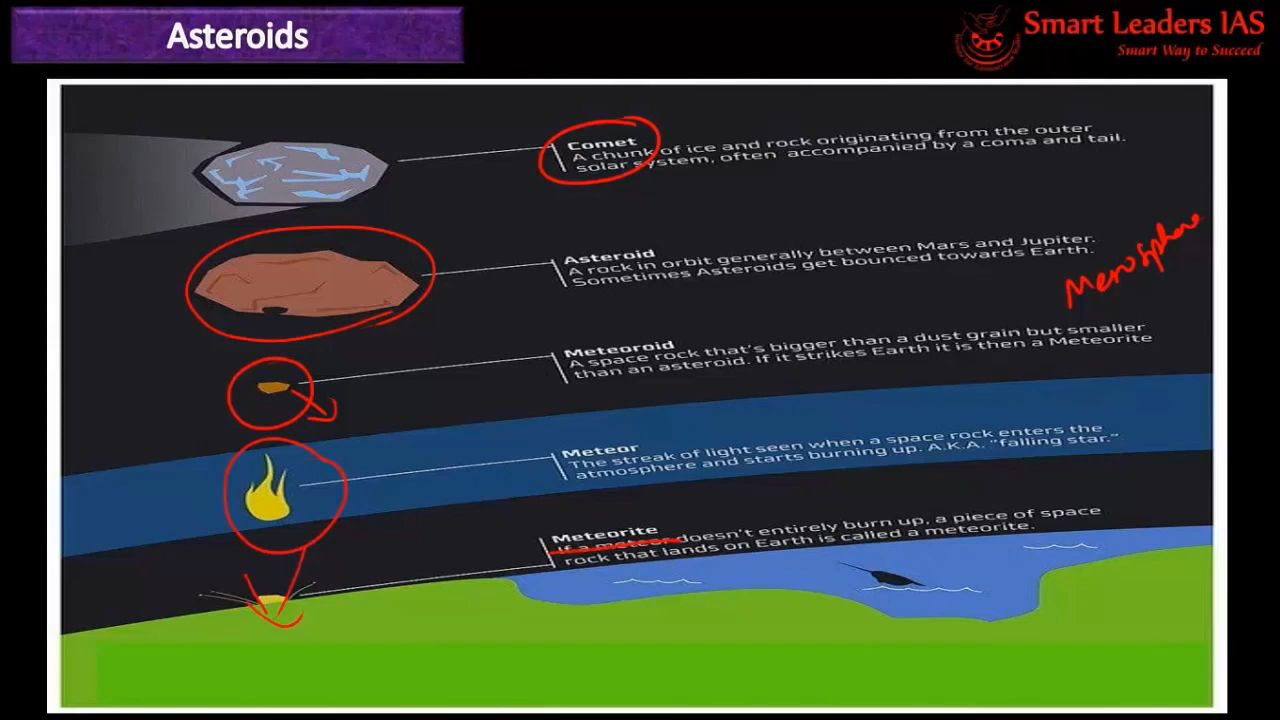 Asteroids
Smart Leaders IAS
Smart Way to Succeed
Comet
A chunk of ice and rock originating from the outer
solar system, often accompanied by a coma and tail.
Asteroid
A rock in orbit generally between Mars and Jupiter.
Sometimes Asteroids get bounced towards Earth.
Meteoroid
A space rock that's bigger than a dust grain but smaller
than an asteroid. If it strikes Earth it is then a Meteorite
Meteor
The streak of light seen when a space rock enters the
atmosphere and starts burning up. A.K.A. "falling star."
Meteorite
If a meteor doesn't entirely burn up, a piece of space
rock that lands on Earth is called a meteorite.